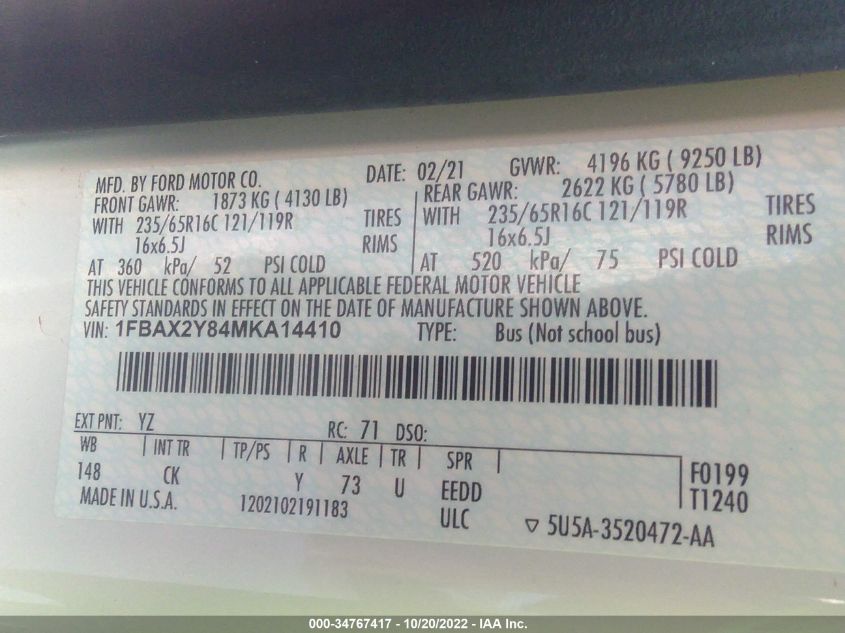 MFD. BY FORD MOTOR CO. DATE: 02/21 GVWR: 4196 KG ( 9250 LB)
FRONT GAWR: 1873 KG ( 4130 LB) REAR GAWR: 2622 KG ( 5780 LB)
WITH 235/65R16C 121/119R TIRES WITH 235/65R16C 121/119R TIRES
16x6.5J RIMS 16x6.5J RIMS
AT 360 kPa/ 52 PSI COLD AT 520 kPa/ 75 PSI COLD
THIS VEHICLE CONFORMS TO ALL APPLICABLE FEDERAL MOTOR VEHICLE
SAFETY STANDARDS IN EFFECT ON THE DATE OF MANUFACTURE SHOWN ABOVE.
VIN: 1FBAX2Y84MKA14410 TYPE: Bus (Not school bus)
EXT PNT: YZ RC: 71 DSO:
WB INT TR TP/PS R AXLE TR SPR F0199
148 CK Y 73 U EEDD T1240
MADE IN U.S.A. 1202102191183 ULC ▽ 5U5A-3520472-AA
000-34767417 - 10/20/2022 - IAA Inc.